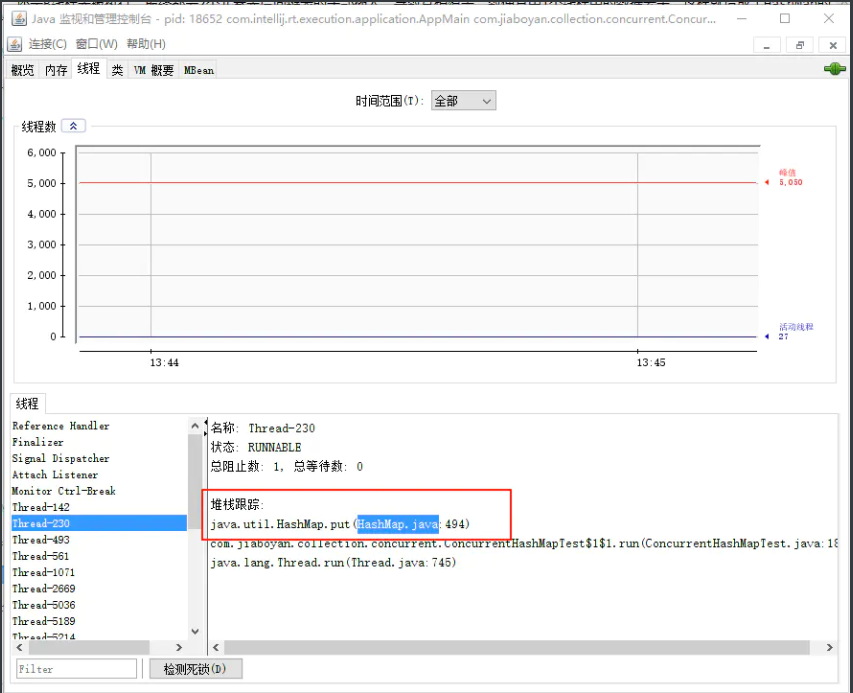 Java 监视和管理控制台 - pid: 18652 com.intellij.rt.execution.application.AppMain com.jiaboyan.collection.concurrent.Concur...
连接(C) 窗口(W) 帮助(H)
概览 内存 线程 类 VM 概要 MBean
时间范围(T): 全部
线程数
6,000
5,000
4,000
3,000
2,000
1,000
0
峰值
5,050
活动线程
27
13:44 13:45
线程
Reference Handler
Finalizer
Signal Dispatcher
Attach Listener
Monitor Ctrl-Break
Thread-142
Thread-230
Thread-493
Thread-561
Thread-1071
Thread-2669
Thread-5036
Thread-5189
Thread-5214
名称: Thread-230
状态: RUNNABLE
总阻止数: 1, 总等待数: 0
堆栈跟踪:
java.util.HashMap.put(HashMap.java:494)
com.jiaboyan.collection.concurrent.ConcurrentHashMapTest$1$1.run(ConcurrentHashMapTest.java:18
java.lang.Thread.run(Thread.java:745)
Filter 检测死锁(D)